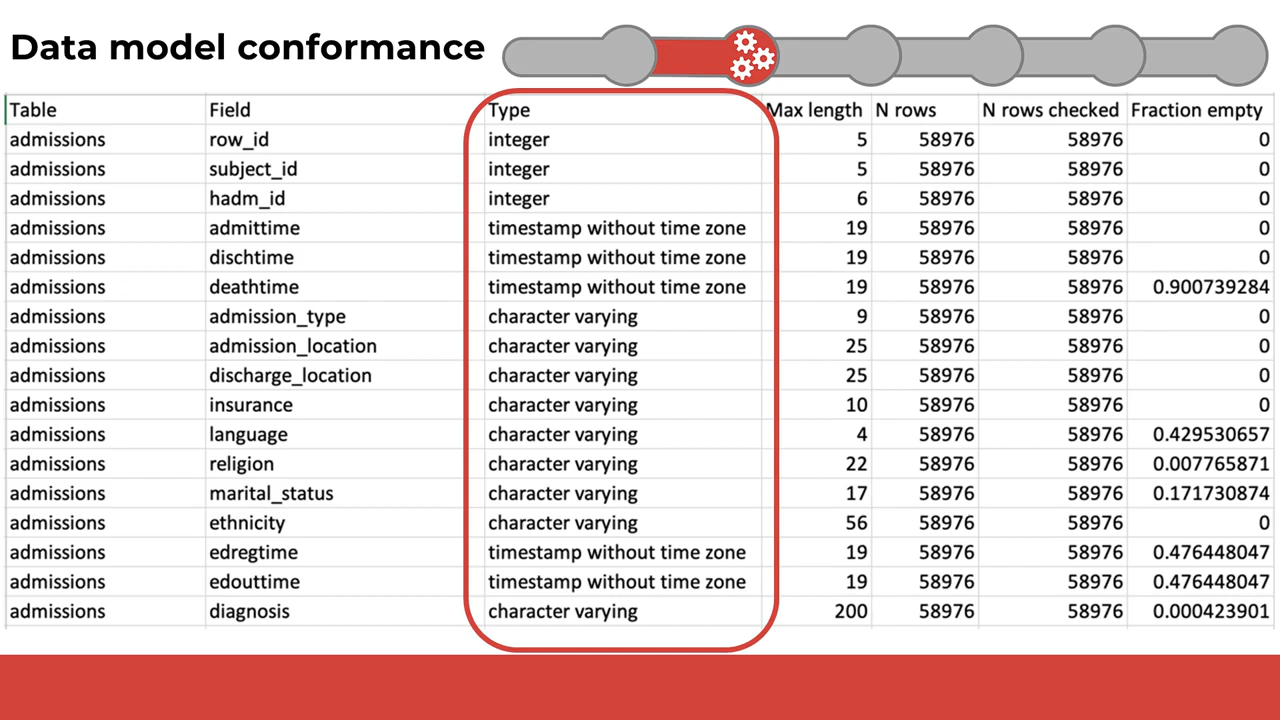 Data model conformance
Table Field Type Max length N rows N rows checked Fraction empty
admissions row_id integer 5 58976 58976 0
admissions subject_id integer 5 58976 58976 0
admissions hadm_id integer 6 58976 58976 0
admissions admittime timestamp without time zone 19 58976 58976 0
admissions dischtime timestamp without time zone 19 58976 58976 0
admissions deathtime timestamp without time zone 19 58976 58976 0.900739284
admissions admission_type character varying 9 58976 58976 0
admissions admission_location character varying 25 58976 58976 0
admissions discharge_location character varying 25 58976 58976 0
admissions insurance character varying 10 58976 58976 0
admissions language character varying 4 58976 58976 0.429530657
admissions religion character varying 22 58976 58976 0.007765871
admissions marital_status character varying 17 58976 58976 0.171730874
admissions ethnicity character varying 56 58976 58976 0
admissions edregtime timestamp without time zone 19 58976 58976 0.476448047
admissions edouttime timestamp without time zone 19 58976 58976 0.476448047
admissions diagnosis character varying 200 58976 58976 0.000423901